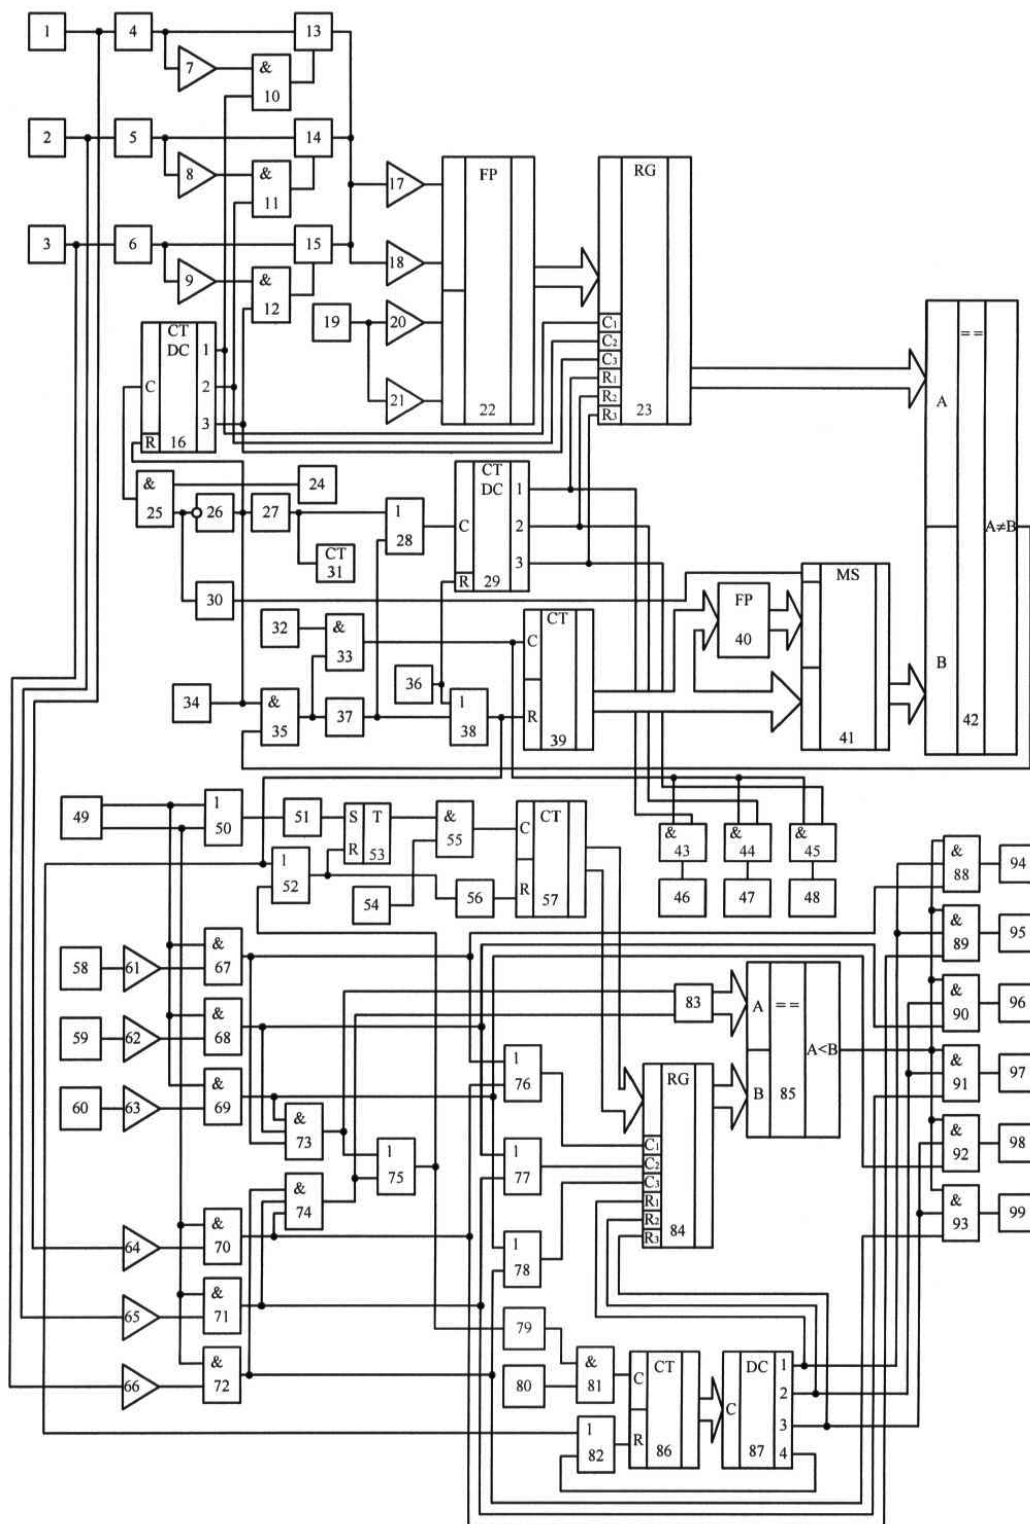 1 4 13
7 & 10
2 5 14
8 & 11
17 FP RG
3 6 15
18
9 & 12
19 20
CT DC 1 C 2 3 R 16
C₁ C₂ C₃ R₁ R₂ R₃
21 22 23
== A A≠B B 42
& 25 24
26 27 1 28
CT DC 1 C 2 3 R 29
CT 31
30
MS 41
FP 40
32 & 33
CT C R 39
34 & 35 36 37 1 38
49 1 50 51 S T R 53 & 55
CT C R 57
& 43 & 44 & 45
46 47 48
1 52 54 56
& 88 94
& 89 95
58 61 & 67
59 62 & 68
83 A == A<B B 85
& 90 96
60 63 & 69
1 76
& 91 97
RG C₁ C₂ C₃ R₁ R₂ R₃ 84
& 73 1 75 1 77
& 92 98
& 74
& 93 99
64 & 70
1 78
65 & 71
79
66 & 72
80 & 81
CT C R 86
DC C 1 2 3 4 87
1 82